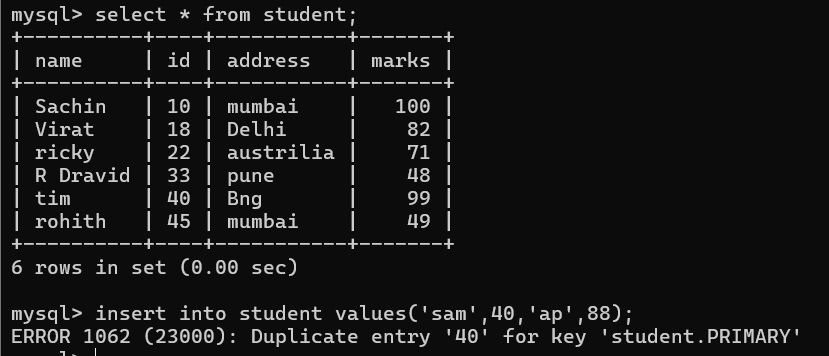 mysql> select * from student;
+----------+----+-----------+-------+
| name     | id | address   | marks |
+----------+----+-----------+-------+
| Sachin   | 10 | mumbai    |   100 |
| Virat    | 18 | Delhi     |    82 |
| ricky    | 22 | austrilia |    71 |
| R Dravid | 33 | pune      |    48 |
| tim      | 40 | Bng       |    99 |
| rohith   | 45 | mumbai    |    49 |
+----------+----+-----------+-------+
6 rows in set (0.00 sec)
mysql> insert into student values('sam',40,'ap',88);
ERROR 1062 (23000): Duplicate entry '40' for key 'student.PRIMARY'